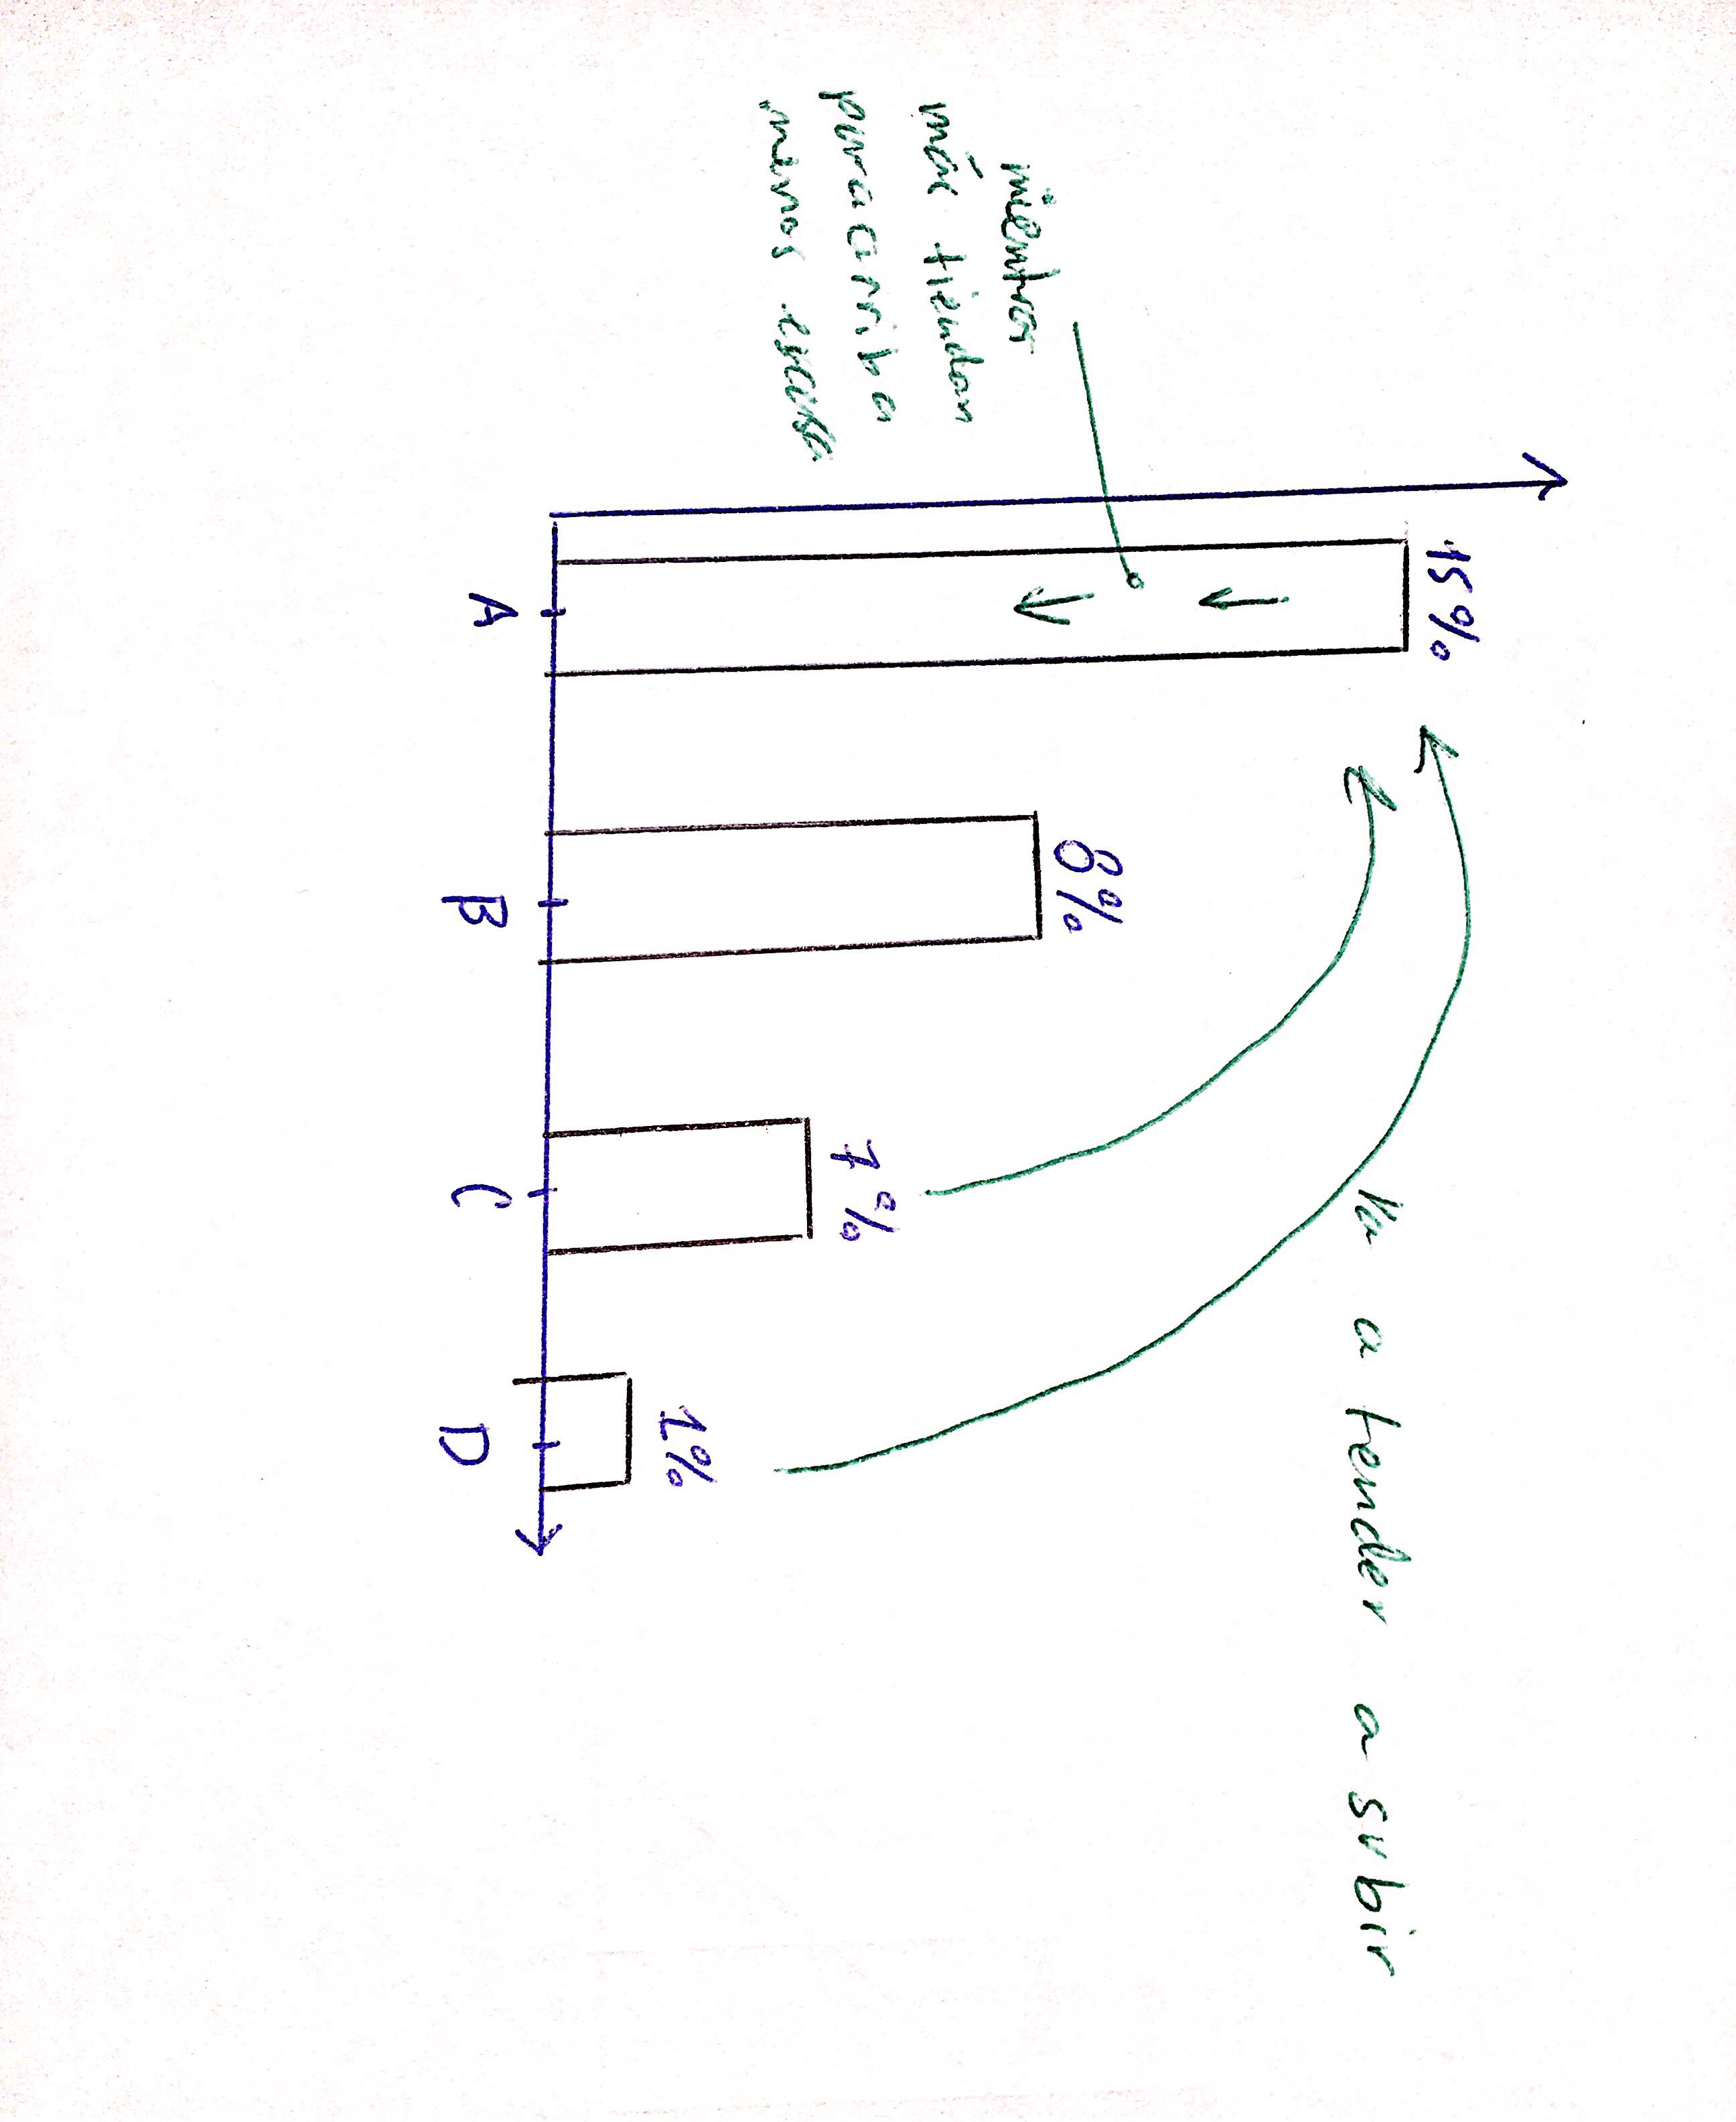 15%
va a tender a subir
8%
mientras
más tiendan
para arriba
menos escasa
7%
1%
A
B
C
D